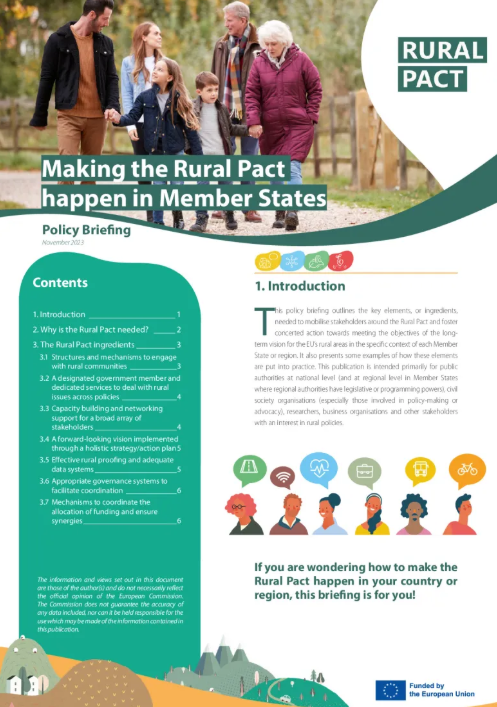 RURAL
PACT
Making the Rural Pact
happen in Member States
Policy Briefing
November 2023
Contents
1. Introduction 1
2. Why is the Rural Pact needed? 2
3. The Rural Pact ingredients 3
3.1 Structures and mechanisms to engage
with rural communities 3
3.2 A designated government member and
dedicated services to deal with rural
issues across policies 4
3.3 Capacity building and networking
support for a broad array of
stakeholders 4
3.4 A forward-looking vision implemented
through a holistic strategy/action plan 5
3.5 Effective rural proofing and adequate
data systems 5
3.6 Appropriate governance systems to
facilitate coordination 6
3.7 Mechanisms to coordinate the
allocation of funding and ensure
synergies 6
The information and views set out in this document
are those of the author(s) and do not necessarily reflect
the official opinion of the European Commission.
The Commission does not guarantee the accuracy of
any data included, nor can it be held responsible for the
use which may be made of the information contained in
this publication.
1. Introduction
This policy briefing outlines the key elements, or ingredients,
needed to mobilise stakeholders around the Rural Pact and foster
concerted action towards meeting the objectives of the long-
term vision for the EU's rural areas in the specific context of each Member
State or region. It also presents some examples of how these elements
are put into practice. This publication is intended primarily for public
authorities at national level (and at regional level in Member States
where regional authorities have legislative or programming powers), civil
society organisations (especially those involved in policy-making or
advocacy), researchers, business organisations and other stakeholders
with an interest in rural policies.
If you are wondering how to make the
Rural Pact happen in your country or
region, this briefing is for you!
Funded by
the European Union